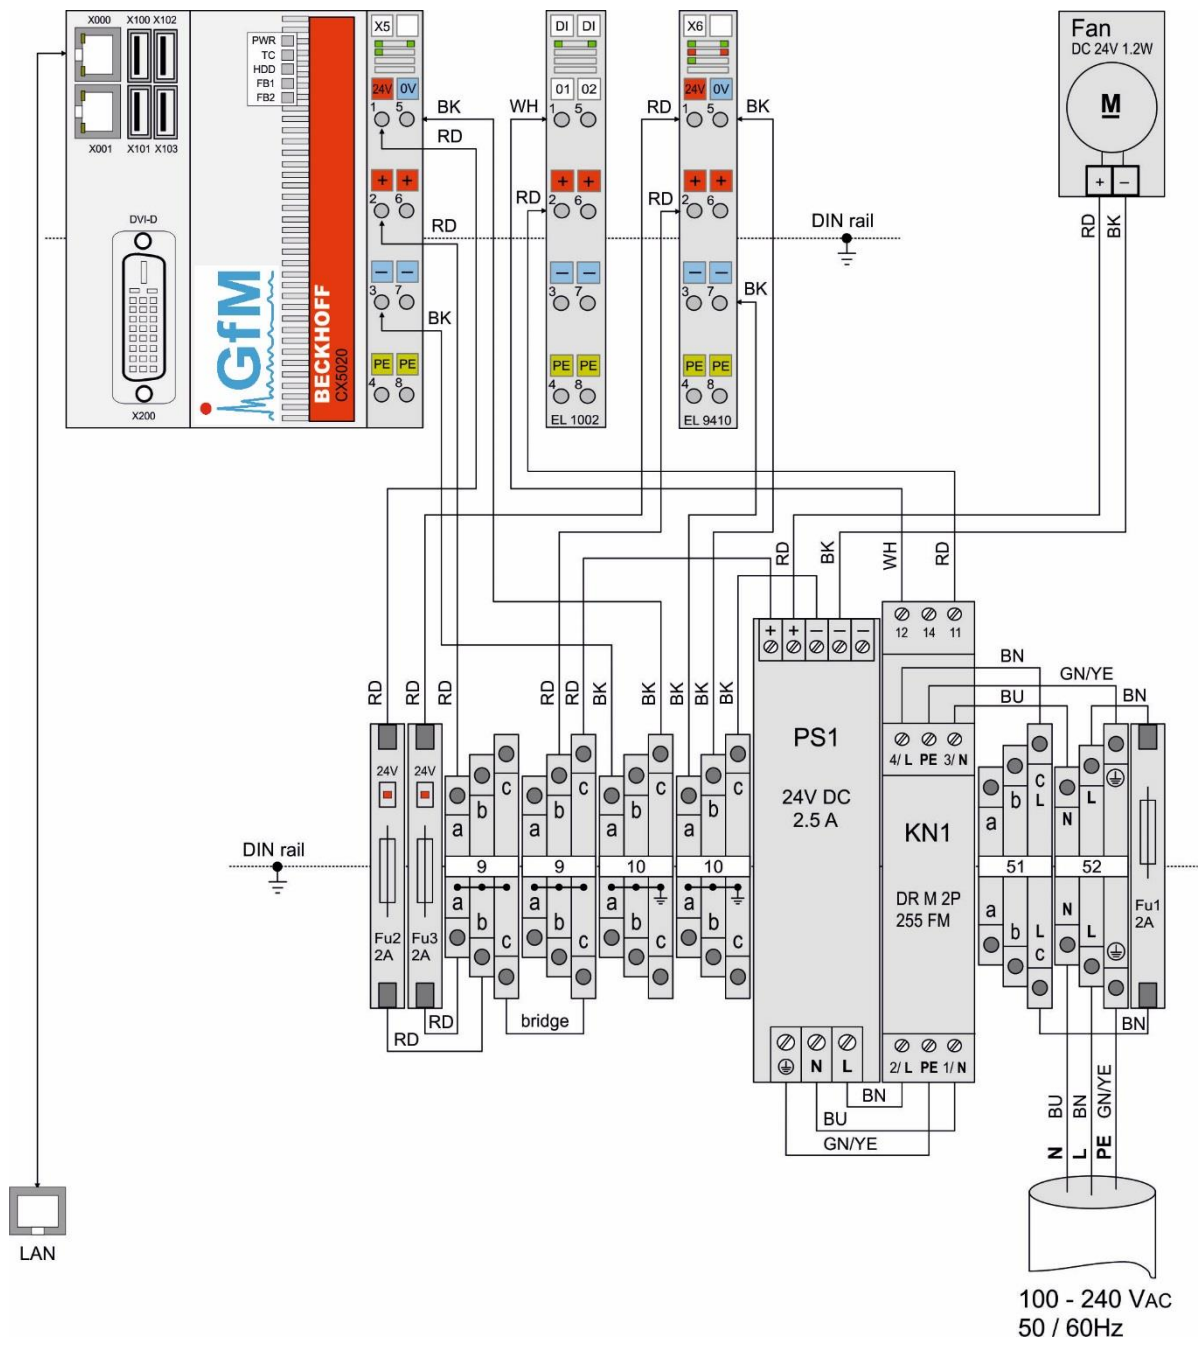 X000 X100 X102
PWR
TC
HDD
FB1
FB2
X001 X101 X103
DVI-D
X200
GfM
BECKHOFF
CX5020
X5
24V 0V
1 5
+ +
2 6
− −
3 7
PE PE
4 8
BK
RD
RD
BK
DI DI
01 02
1 5
+ +
2 6
− −
3 7
PE PE
4 8
EL 1002
WH
RD
X6
24V 0V
1 5
+ +
2 6
− −
3 7
PE PE
4 8
EL 9410
RD
BK
RD
BK
DIN rail
Fan
DC 24V 1.2W
M
+ −
RD
BK
RD
BK
WH
RD
RD
RD
RD
RD
RD
BK
BK
BK
BK
BK
24V
Fu2
2A
24V
Fu3
2A
a b c
9
a b c
a b c
9
a b c
a b c
10
a b c
a b c
10
a b c
RD
RD
bridge
DIN rail
+ + − − −
PS1
24V DC
2.5 A
N L
12 14 11
4/ L PE 3/ N
KN1
DR M 2P
255 FM
2/ L PE 1/ N
BN
BU
GN/YE
BN
GN/YE
BU
BN
a b C L
51
a b L C
N L
52
N L
Fu1
2A
BN
BU
BN
GN/YE
N
L
PE
LAN
100 - 240 VAC
50 / 60Hz